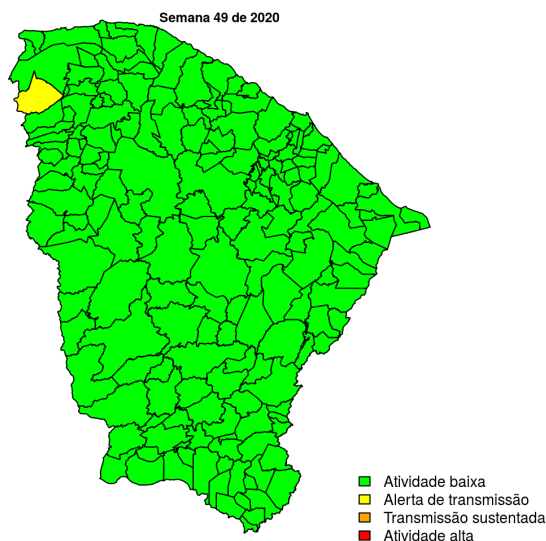 Semana 49 de 2020
Atividade baixa
Alerta de transmissão
Transmissão sustentada
Atividade alta